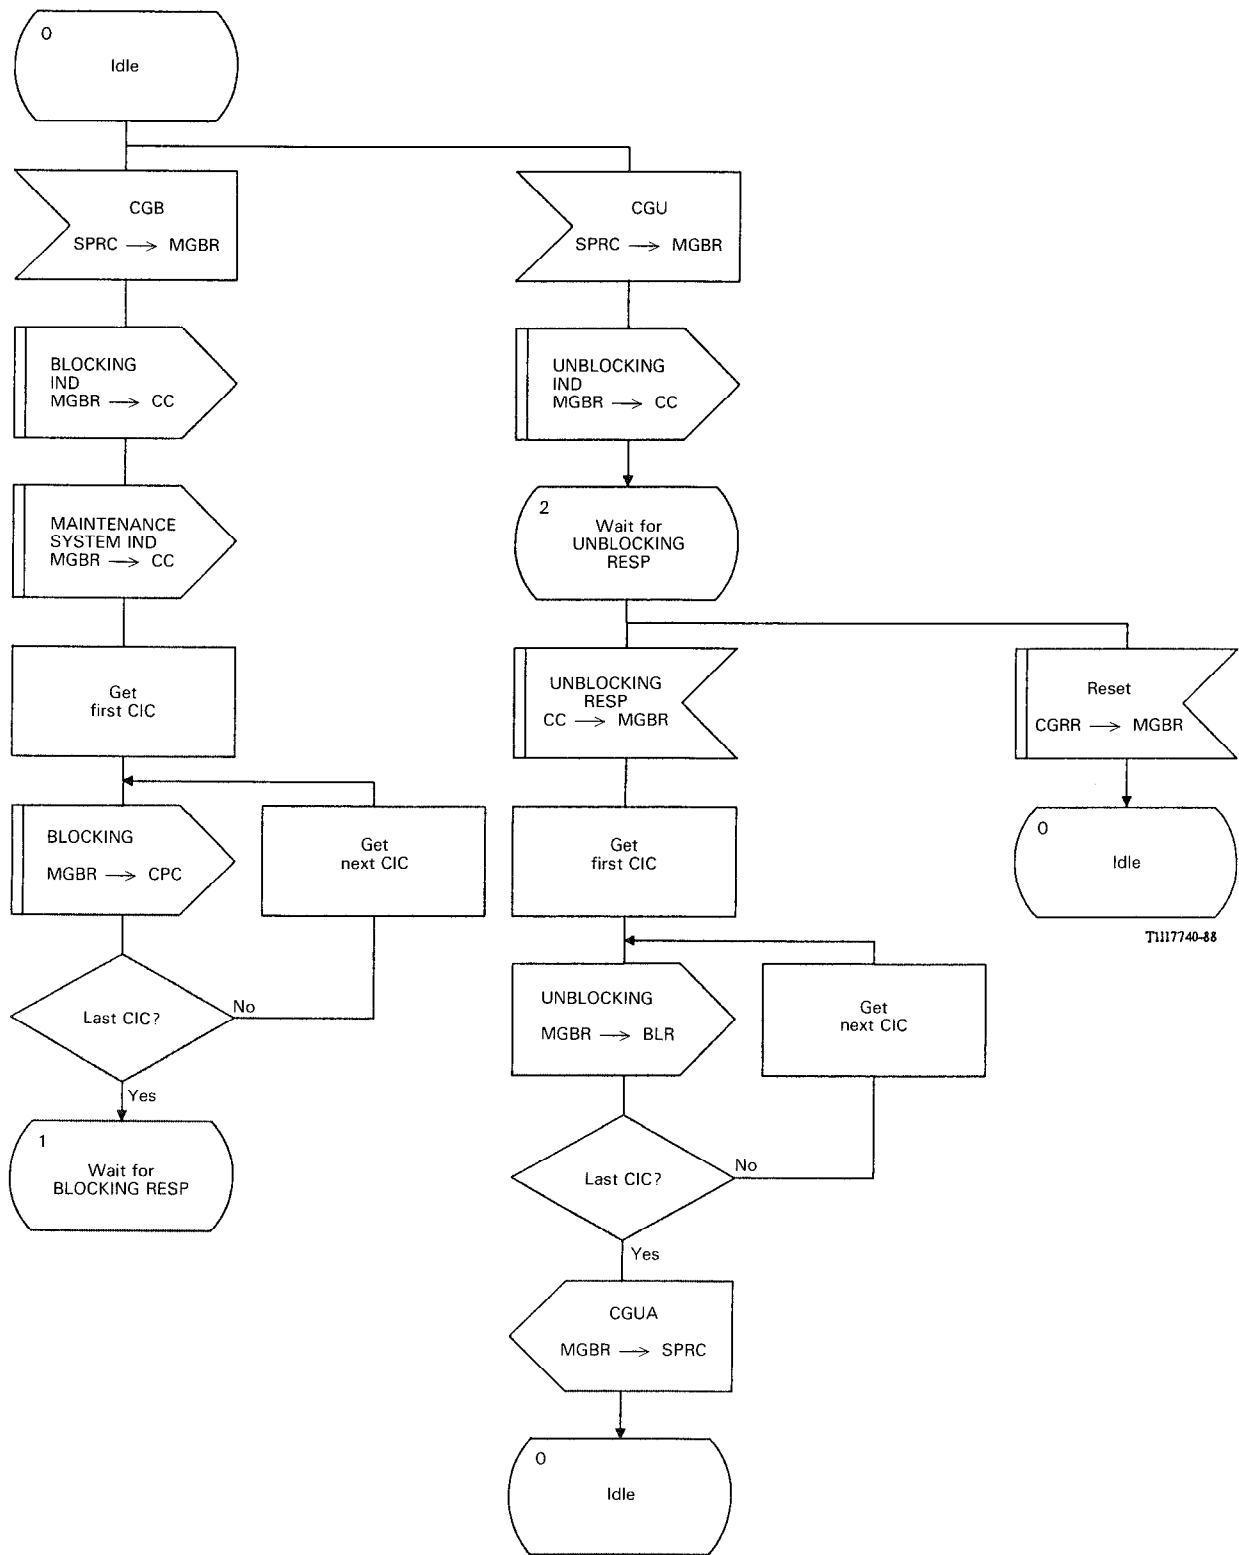 0
Idle
CGB
SPRC → MGBR
CGU
SPRC → MGBR
BLOCKING
IND
MGBR → CC
UNBLOCKING
IND
MGBR → CC
MAINTENANCE
SYSTEM IND
MGBR → CC
2
Wait for
UNBLOCKING
RESP
Get
first CIC
UNBLOCKING
RESP
CC → MGBR
Reset
CGRR → MGBR
BLOCKING
MGBR → CPC
Get
next CIC
Get
first CIC
0
Idle
T1117740-88
Last CIC?
No
Yes
UNBLOCKING
MGBR → BLR
Get
next CIC
1
Wait for
BLOCKING RESP
Last CIC?
No
Yes
CGUA
MGBR → SPRC
0
Idle